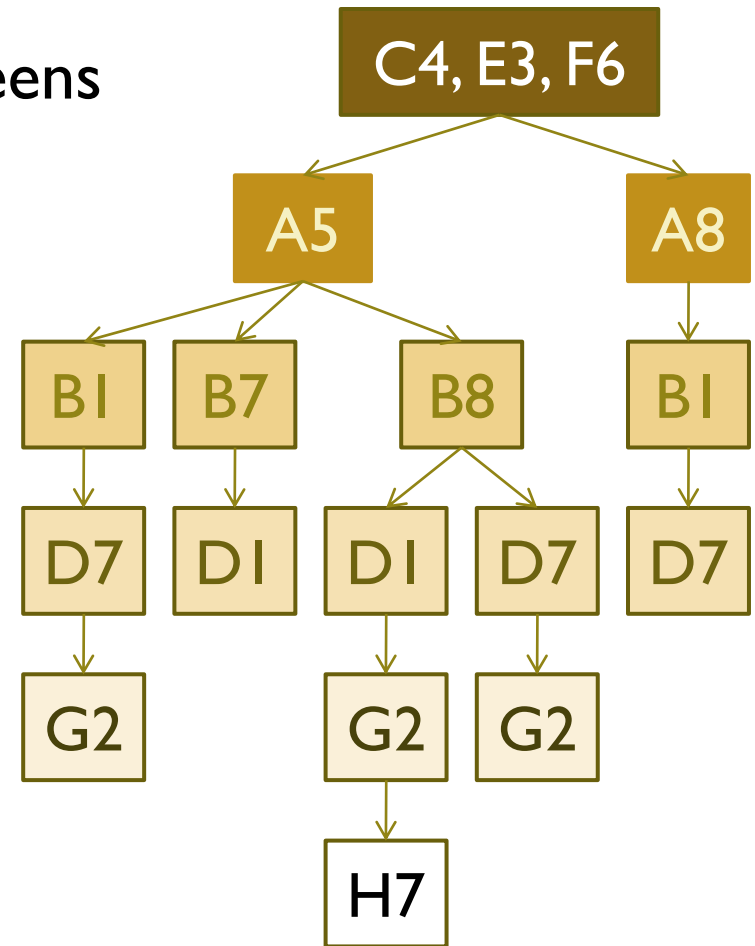 eens
C4, E3, F6
A5 A8
B1 B7 B8 B1
D7 D1 D1 D7 D7
G2 G2 G2
H7